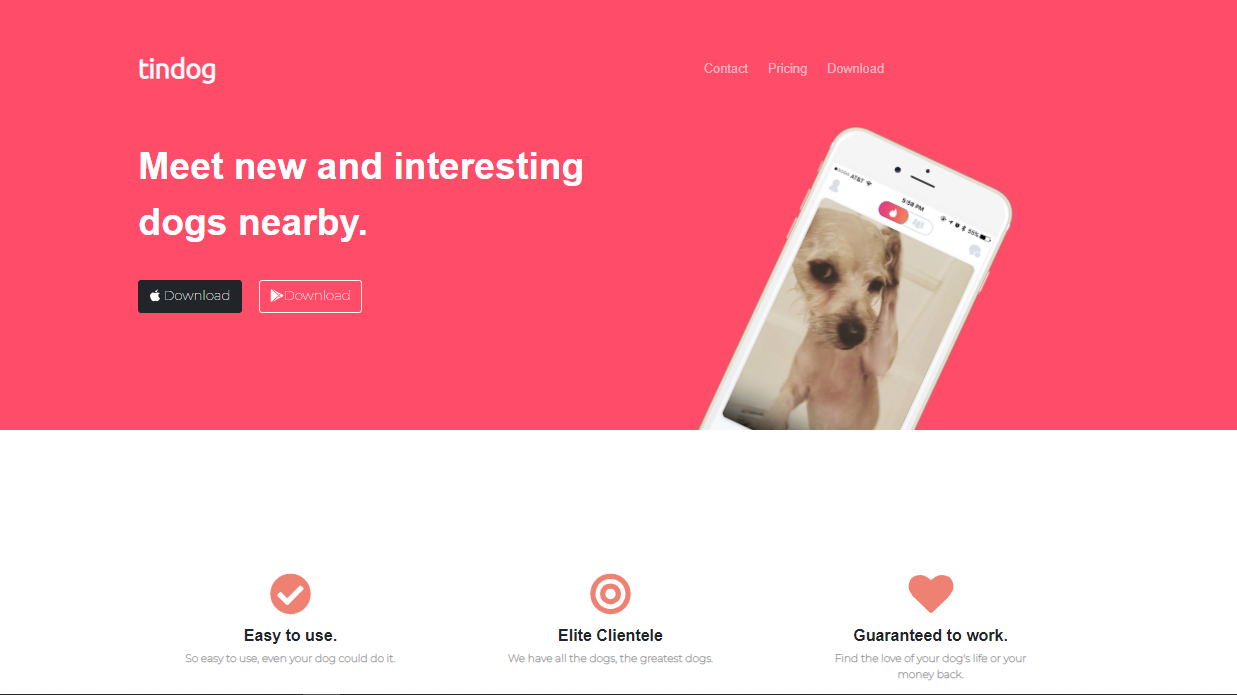 tindog
Contact Pricing Download
Meet new and interesting
dogs nearby.
Download Download
AT&T 5:58 PM 55%
Easy to use.
So easy to use, even your dog could do it.
Elite Clientele
We have all the dogs, the greatest dogs.
Guaranteed to work.
Find the love of your dog's life or your
money back.